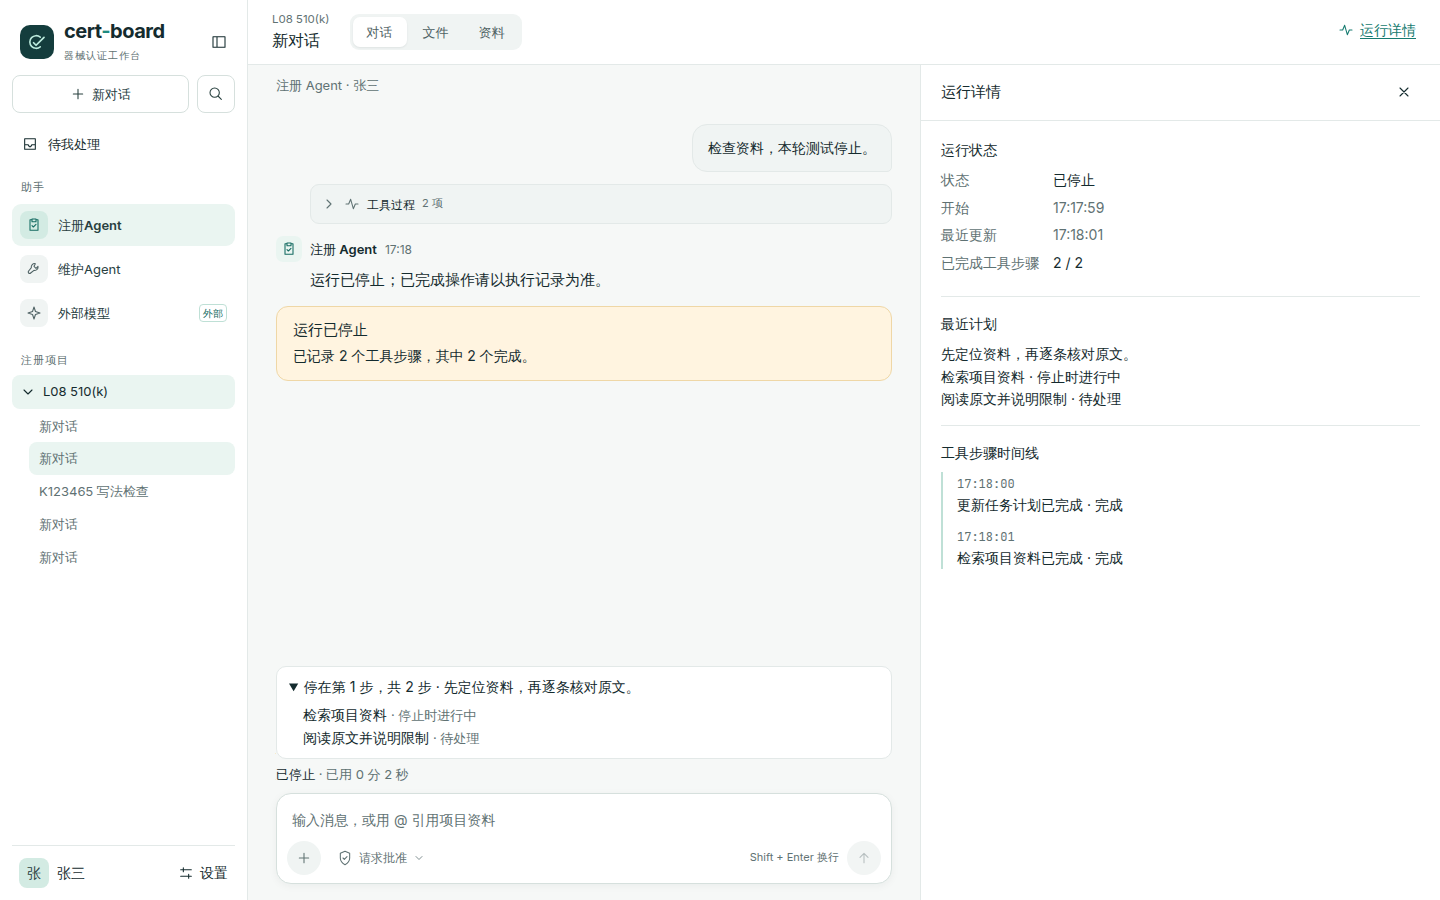 cert-board
器械认证工作台
新对话
待我处理
助手
注册Agent
维护Agent
外部模型
外部
注册项目
L08 510(k)
新对话
新对话
K123465 写法检查
新对话
新对话
张
张三
设置
L08 510(k)
新对话
对话
文件
资料
运行详情
注册 Agent · 张三
检查资料，本轮测试停止。
工具过程 2 项
注册 Agent 17:18
运行已停止；已完成操作请以执行记录为准。
运行已停止
已记录 2 个工具步骤，其中 2 个完成。
停在第 1 步，共 2 步 · 先定位资料，再逐条核对原文。
检索项目资料 · 停止时进行中
阅读原文并说明限制 · 待处理
已停止 · 已用 0 分 2 秒
输入消息，或用 @ 引用项目资料
请求批准
Shift + Enter 换行
运行详情
运行状态
状态 已停止
开始 17:17:59
最近更新 17:18:01
已完成工具步骤 2 / 2
最近计划
先定位资料，再逐条核对原文。
检索项目资料 · 停止时进行中
阅读原文并说明限制 · 待处理
工具步骤时间线
17:18:00
更新任务计划已完成 · 完成
17:18:01
检索项目资料已完成 · 完成